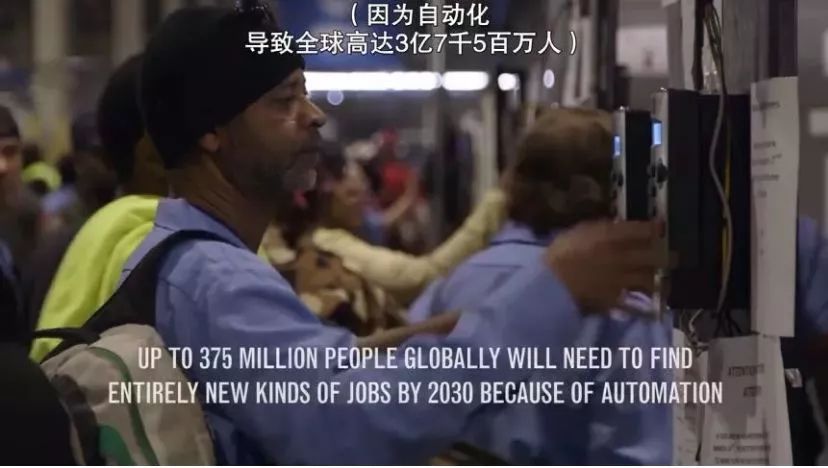 （因为自动化
导致全球高达3亿7千5百万人）
UP TO 375 MILLION PEOPLE GLOBALLY WILL NEED TO FIND
ENTIRELY NEW KINDS OF JOBS BY 2030 BECAUSE OF AUTOMATION